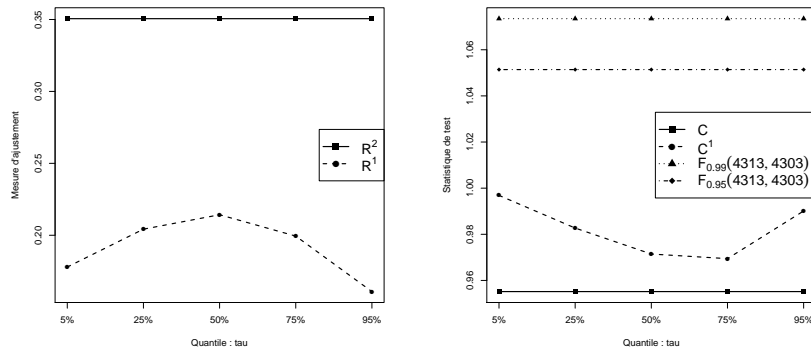 0.35
0.30
0.25
0.20
Mesure d'ajustement
R²
R¹
5%
25%
50%
75%
95%
Quantile : tau
1.06
1.04
1.02
1.00
0.98
0.96
Statistique de test
C
C¹
F₀.₉₉(4313, 4303)
F₀.₉₅(4313, 4303)
5%
25%
50%
75%
95%
Quantile : tau